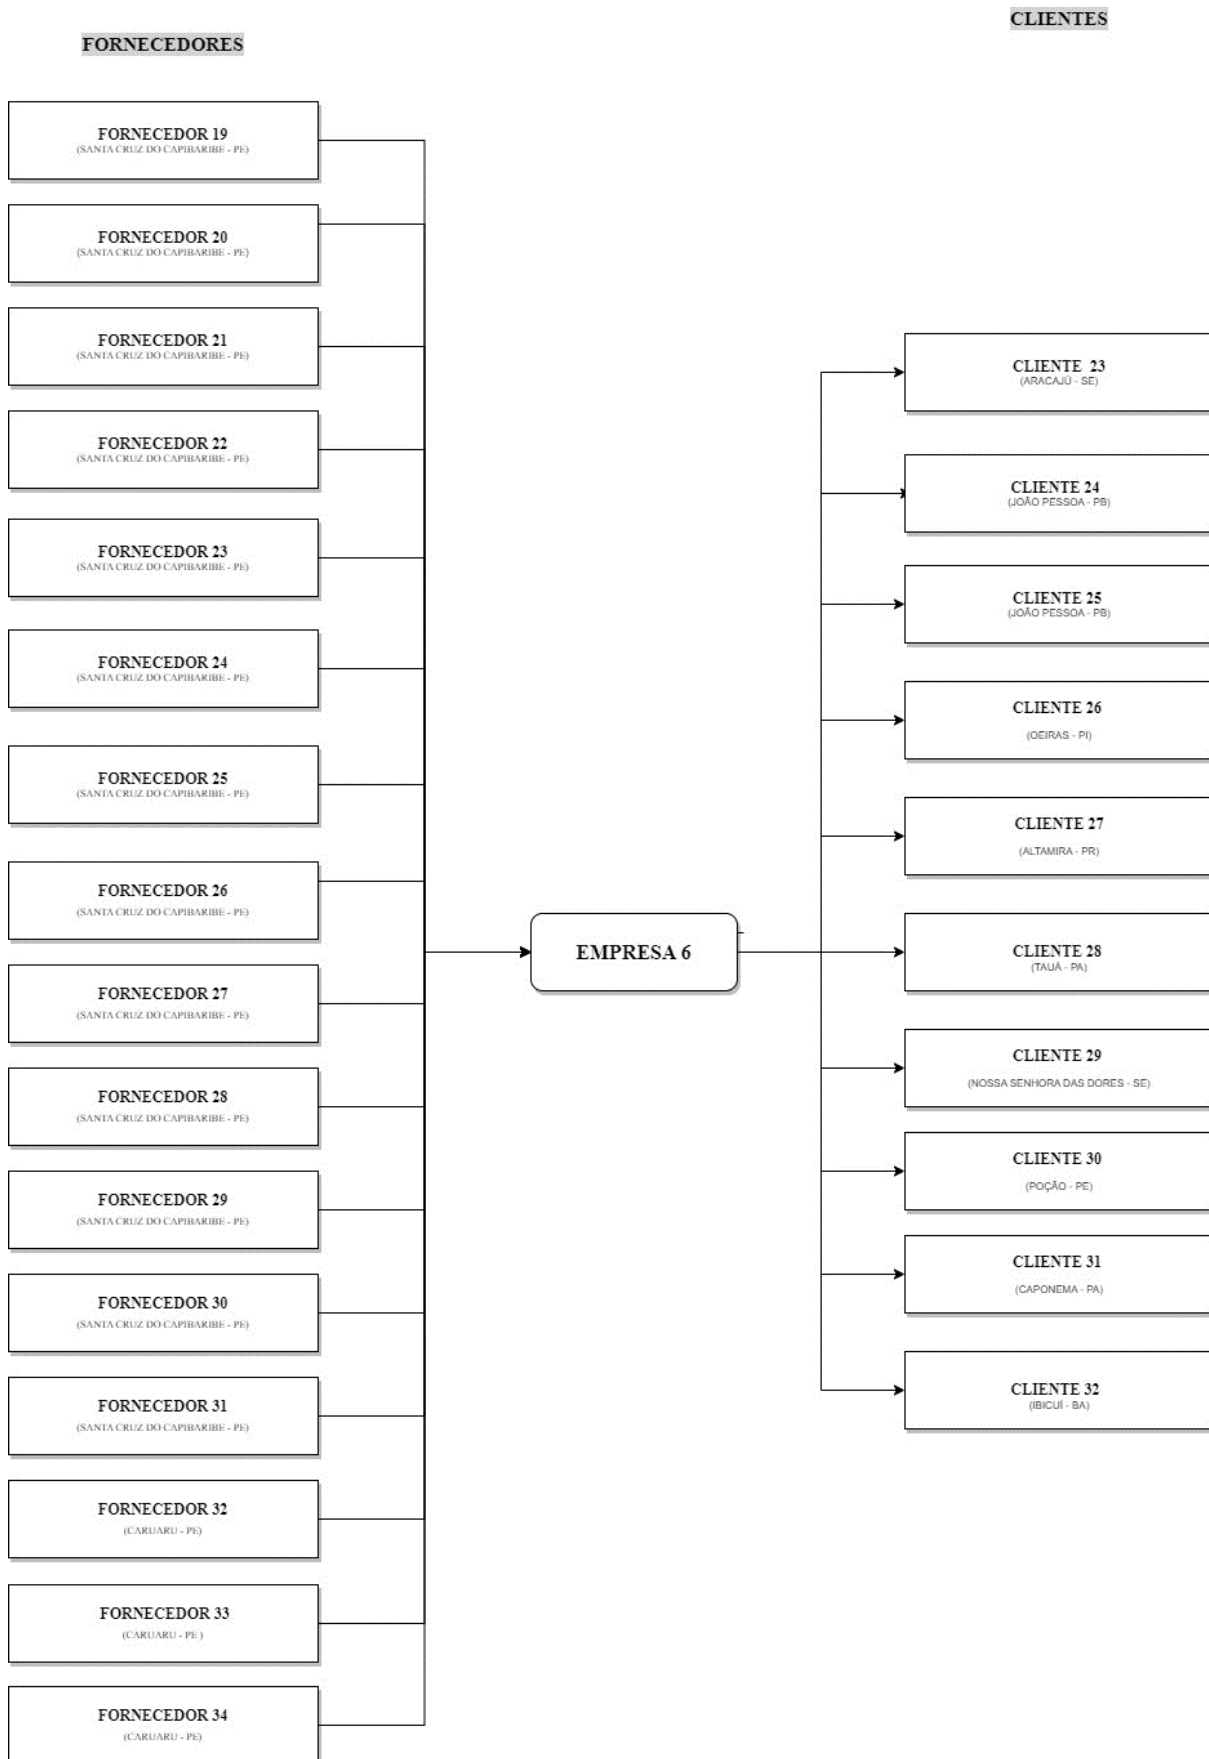 CLIENTES
FORNECEDORES
FORNECEDOR 19
(SANTA CRUZ DO CAPIBARIBE - PE)
FORNECEDOR 20
(SANTA CRUZ DO CAPIBARIBE - PE)
FORNECEDOR 21
(SANTA CRUZ DO CAPIBARIBE - PE)
FORNECEDOR 22
(SANTA CRUZ DO CAPIBARIBE - PE)
FORNECEDOR 23
(SANTA CRUZ DO CAPIBARIBE - PE)
FORNECEDOR 24
(SANTA CRUZ DO CAPIBARIBE - PE)
FORNECEDOR 25
(SANTA CRUZ DO CAPIBARIBE - PE)
FORNECEDOR 26
(SANTA CRUZ DO CAPIBARIBE - PE)
FORNECEDOR 27
(SANTA CRUZ DO CAPIBARIBE - PE)
FORNECEDOR 28
(SANTA CRUZ DO CAPIBARIBE - PE)
FORNECEDOR 29
(SANTA CRUZ DO CAPIBARIBE - PE)
FORNECEDOR 30
(SANTA CRUZ DO CAPIBARIBE - PE)
FORNECEDOR 31
(SANTA CRUZ DO CAPIBARIBE - PE)
FORNECEDOR 32
(CARUARU - PE)
FORNECEDOR 33
(CARUARU - PE )
FORNECEDOR 34
(CARUARU - PE)
EMPRESA 6
CLIENTE 23
(ARACAJÚ - SE)
CLIENTE 24
(JOÃO PESSOA - PB)
CLIENTE 25
(JOÃO PESSOA - PB)
CLIENTE 26
(OEIRAS - PI)
CLIENTE 27
(ALTAMIRA - PR)
CLIENTE 28
(TAUÁ - PA)
CLIENTE 29
(NOSSA SENHORA DAS DORES - SE)
CLIENTE 30
(POÇÃO - PE)
CLIENTE 31
(CAPONEMA - PA)
CLIENTE 32
(IBICUÍ - BA)